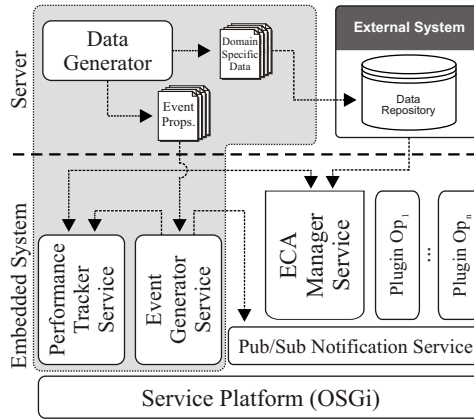 Server
Data
Generator
Domain
Specific
Data
Event
Props.
External System
Data
Repository
Embedded System
Performance
Tracker
Service
Event
Generator
Service
ECA
Manager
Service
Plugin Op1
...
Plugin Opn
Pub/Sub Notification Service
Service Platform (OSGi)